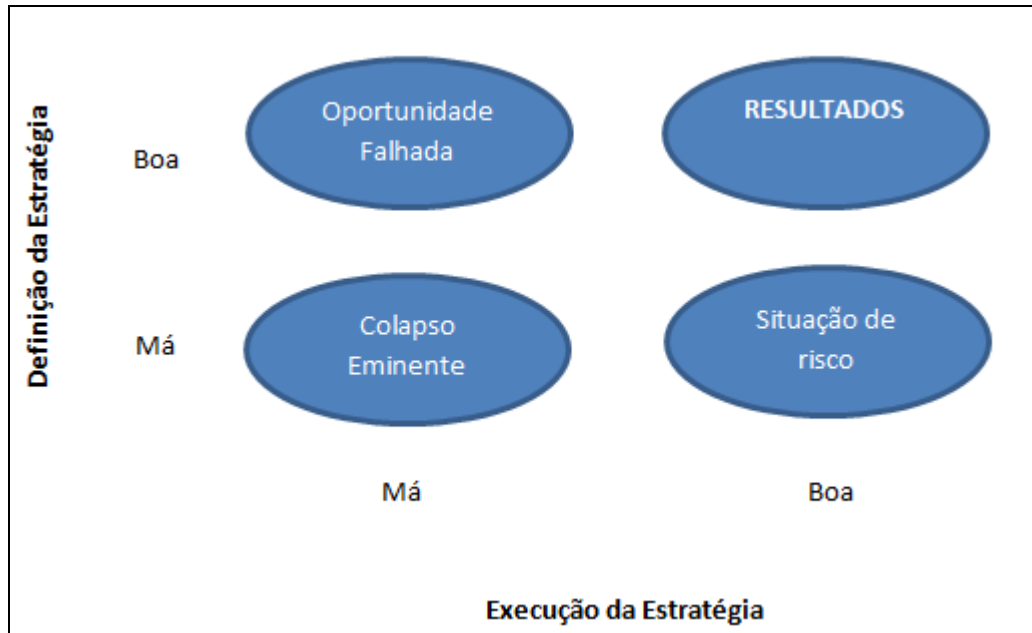 Definição da Estratégia
Boa
Oportunidade
Falhada
RESULTADOS
Má
Colapso
Eminente
Situação de
risco
Má
Boa
Execução da Estratégia